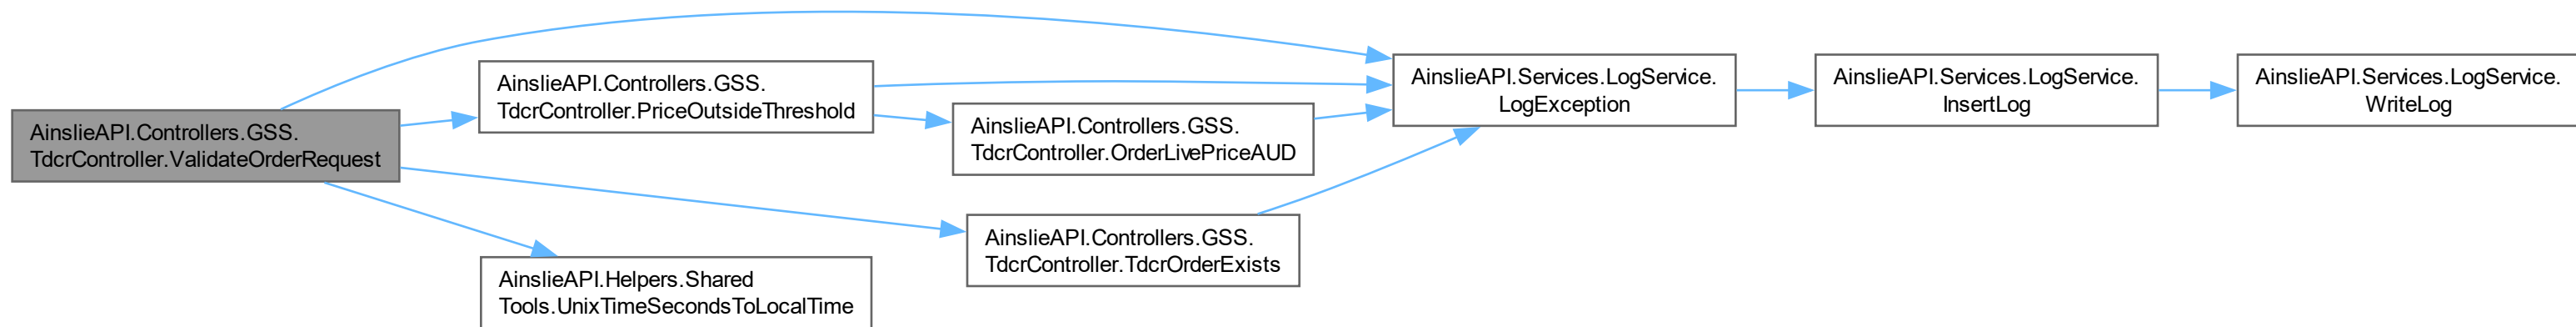 AinslieAPI.Controllers.GSS.
TdcrController.ValidateOrderRequest
AinslieAPI.Controllers.GSS.
TdcrController.PriceOutsideThreshold
AinslieAPI.Helpers.Shared
Tools.UnixTimeSecondsToLocalTime
AinslieAPI.Controllers.GSS.
TdcrController.OrderLivePriceAUD
AinslieAPI.Controllers.GSS.
TdcrController.TdcrOrderExists
AinslieAPI.Services.LogService.
LogException
AinslieAPI.Services.LogService.
InsertLog
AinslieAPI.Services.LogService.
WriteLog